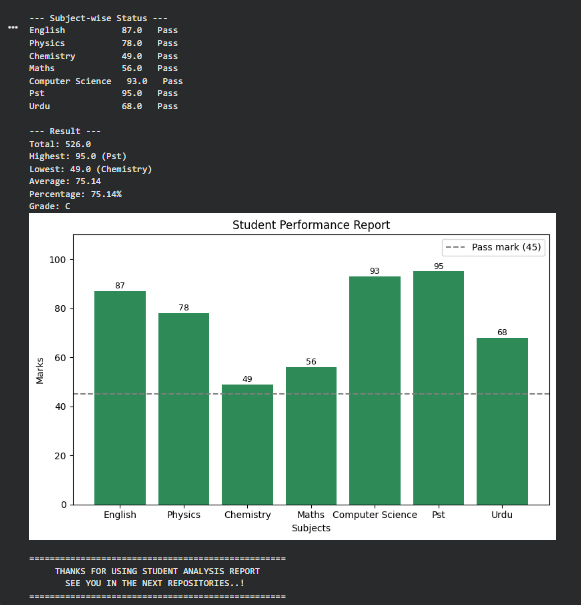 --- Subject-wise Status ---
English 87.0 Pass
Physics 78.0 Pass
Chemistry 49.0 Pass
Maths 56.0 Pass
Computer Science 93.0 Pass
Pst 95.0 Pass
Urdu 68.0 Pass
--- Result ---
Total: 526.0
Highest: 95.0 (Pst)
Lowest: 49.0 (Chemistry)
Average: 75.14
Percentage: 75.14%
Grade: C
Student Performance Report
Pass mark (45)
100
80
60
40
20
0
Marks
87
78
49
56
93
95
68
English Physics Chemistry Maths Computer Science Pst Urdu
Subjects
==================================================
THANKS FOR USING STUDENT ANALYSIS REPORT
SEE YOU IN THE NEXT REPOSITORIES..!
==================================================